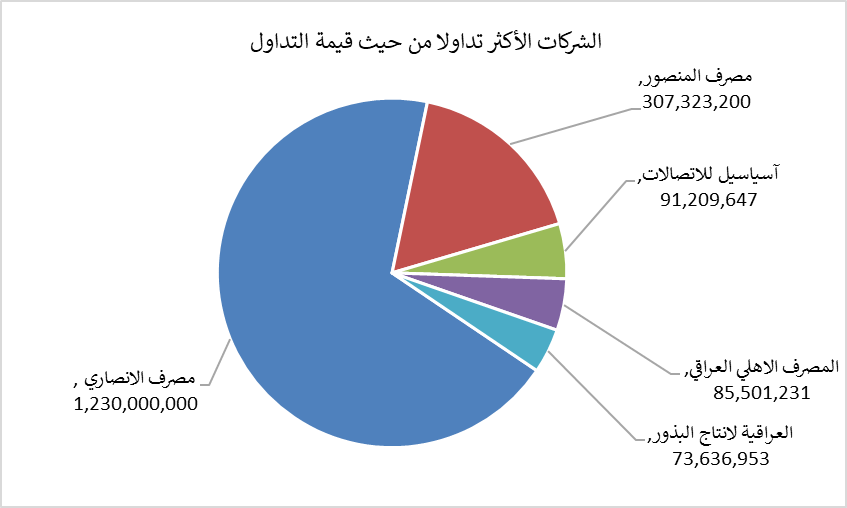 الشركات الأكثر تداولا من حيث قيمة التداول
مصرف المنصور,
307,323,200
آسياسيل للاتصالات,
91,209,647
المصرف الاهلي العراقي,
85,501,231
العراقية لانتاج البذور,
73,636,953
مصرف الانصاري ,
1,230,000,000